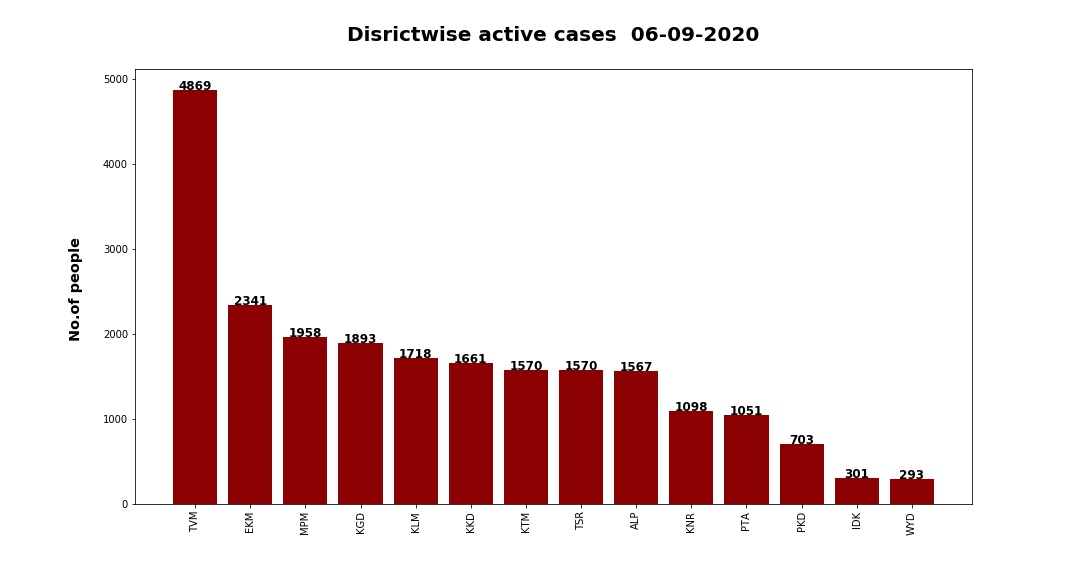 Disrictwise active cases  06-09-2020
No.of people
5000
4000
3000
2000
1000
0
4869
2341
1958
1893
1718
1661
1570
1570
1567
1098
1051
703
301
293
TVM
EKM
MPM
KGD
KLM
KKD
KTM
TSR
ALP
KNR
PTA
PKD
IDK
WYD